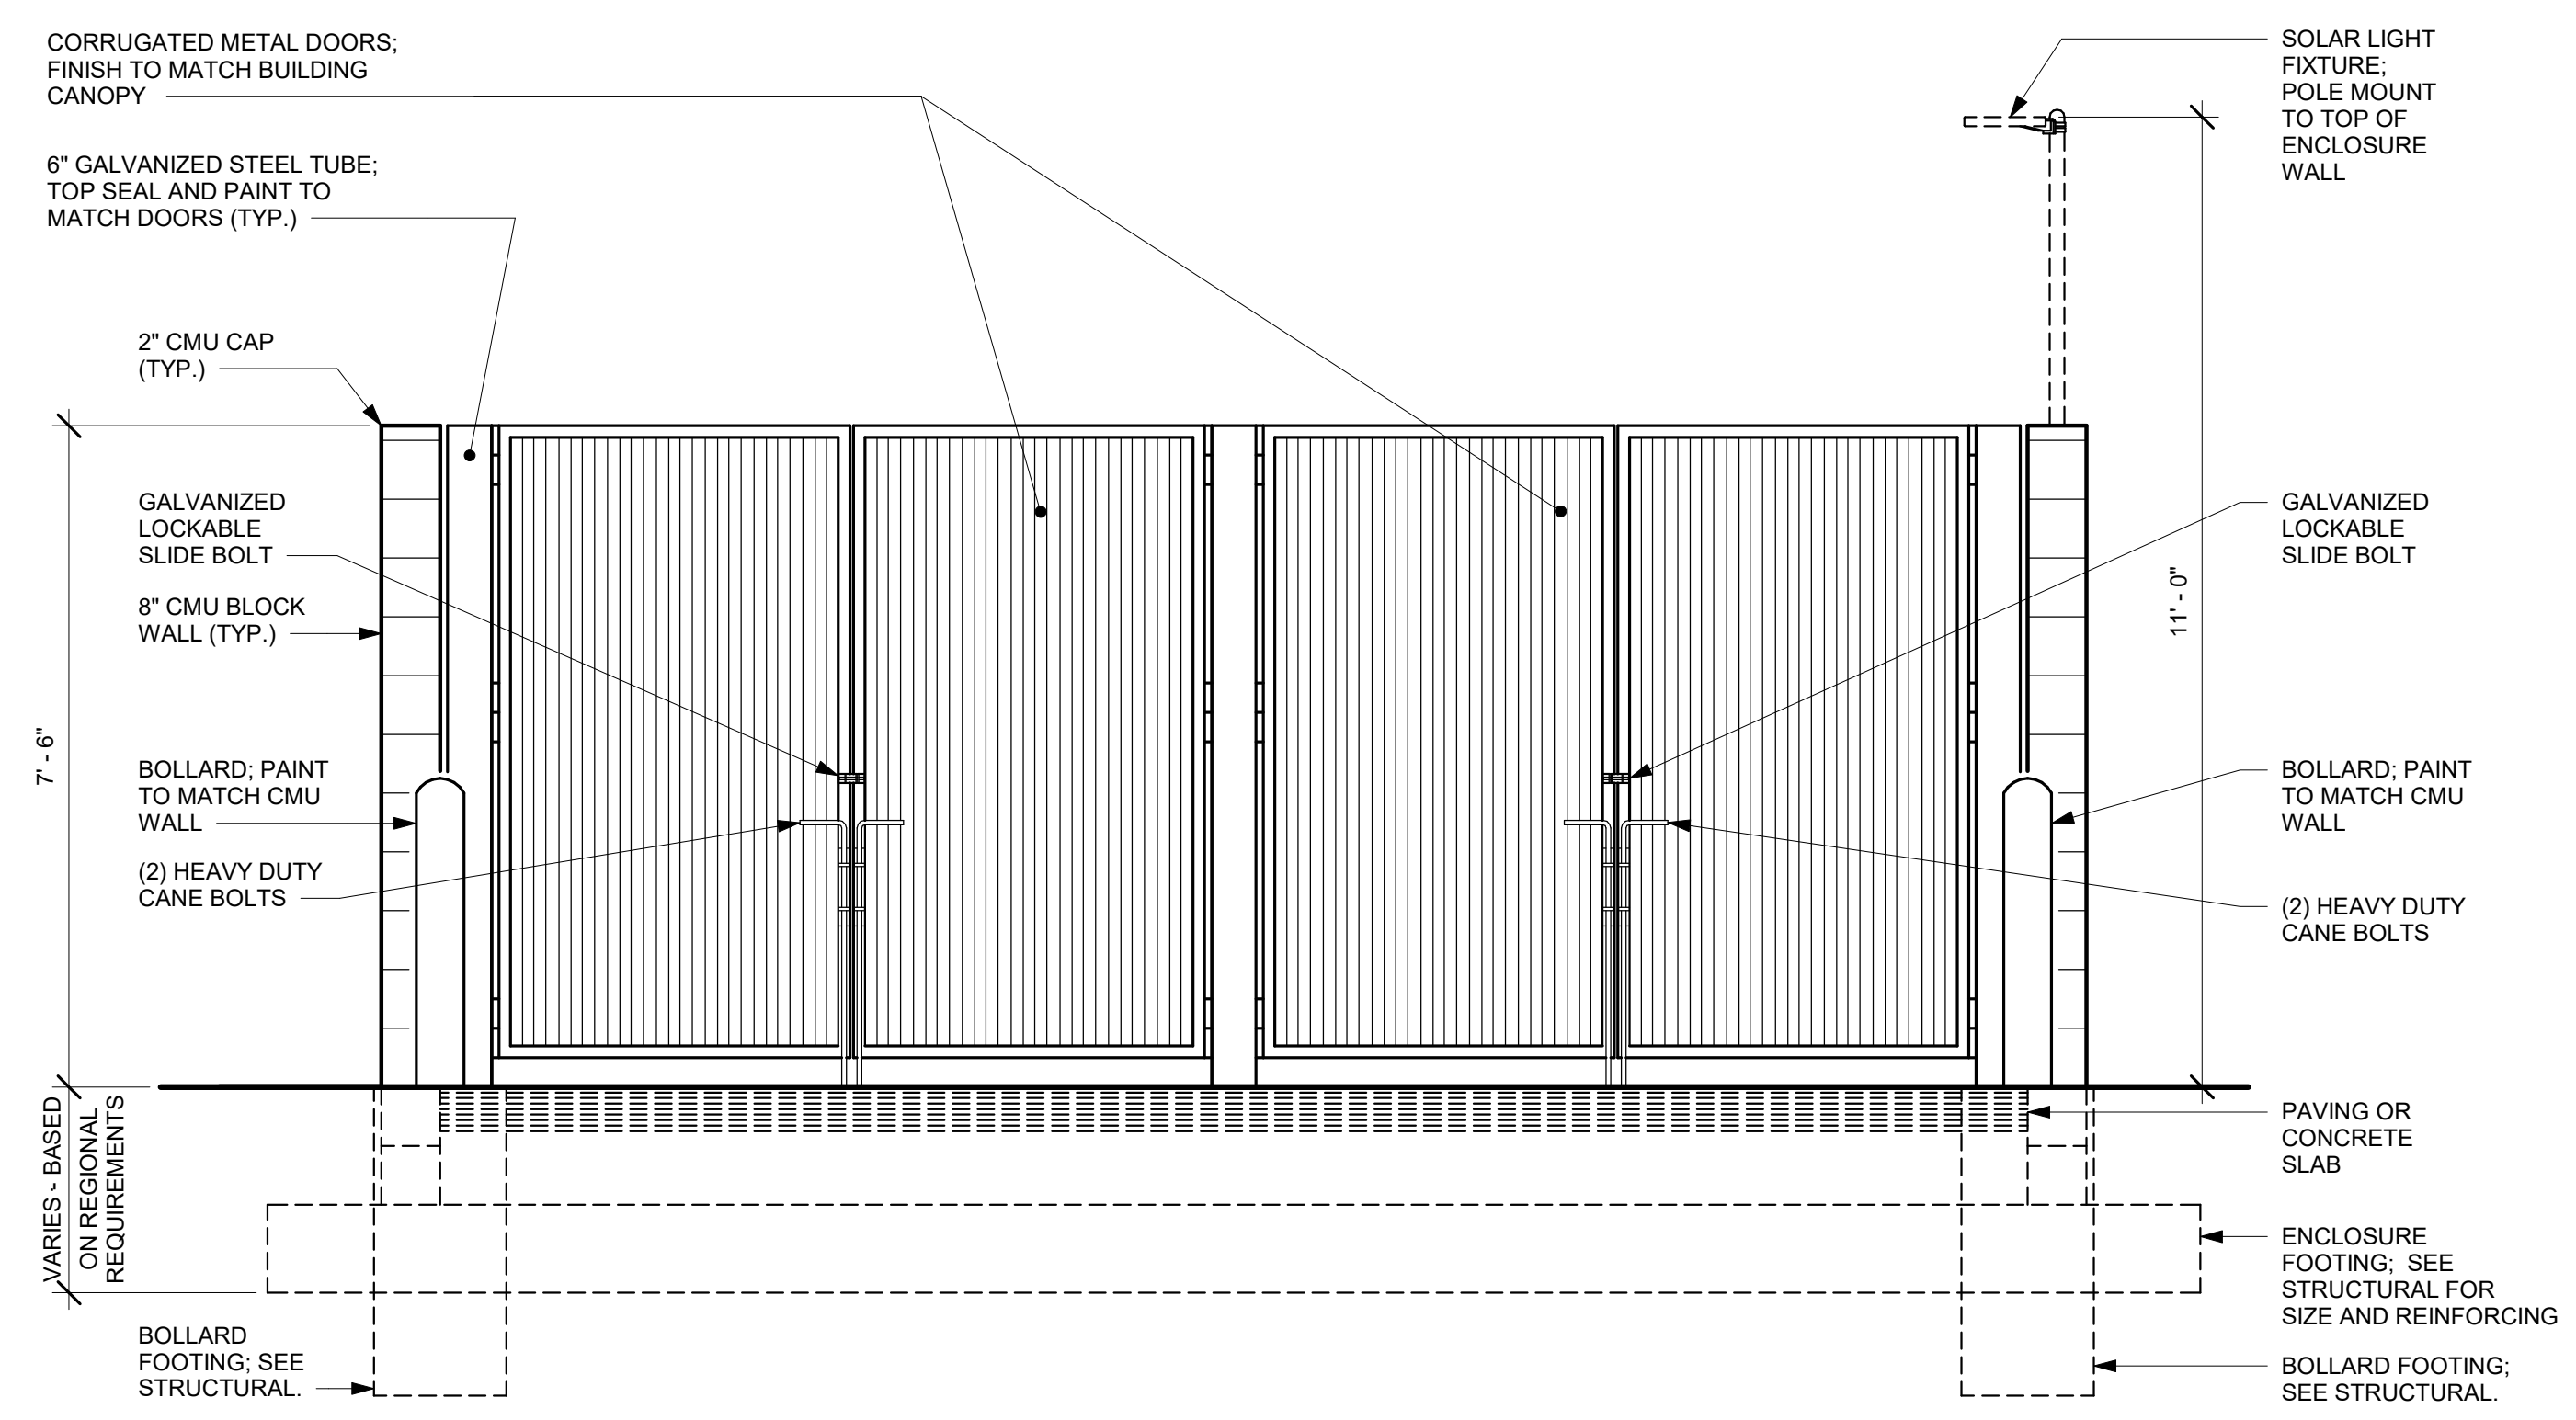 CORRUGATED METAL DOORS;
FINISH TO MATCH BUILDING
CANOPY
6" GALVANIZED STEEL TUBE;
TOP SEAL AND PAINT TO
MATCH DOORS (TYP.)
2" CMU CAP
(TYP.)
GALVANIZED
LOCKABLE
SLIDE BOLT
8" CMU BLOCK
WALL (TYP.)
7' - 6"
BOLLARD; PAINT
TO MATCH CMU
WALL
(2) HEAVY DUTY
CANE BOLTS
VARIES - BASED
ON REGIONAL
REQUIREMENTS
BOLLARD
FOOTING; SEE
STRUCTURAL.
SOLAR LIGHT
FIXTURE;
POLE MOUNT
TO TOP OF
ENCLOSURE
WALL
GALVANIZED
LOCKABLE
SLIDE BOLT
11' - 0"
BOLLARD; PAINT
TO MATCH CMU
WALL
(2) HEAVY DUTY
CANE BOLTS
PAVING OR
CONCRETE
SLAB
ENCLOSURE
FOOTING; SEE
STRUCTURAL FOR
SIZE AND REINFORCING
BOLLARD FOOTING;
SEE STRUCTURAL.